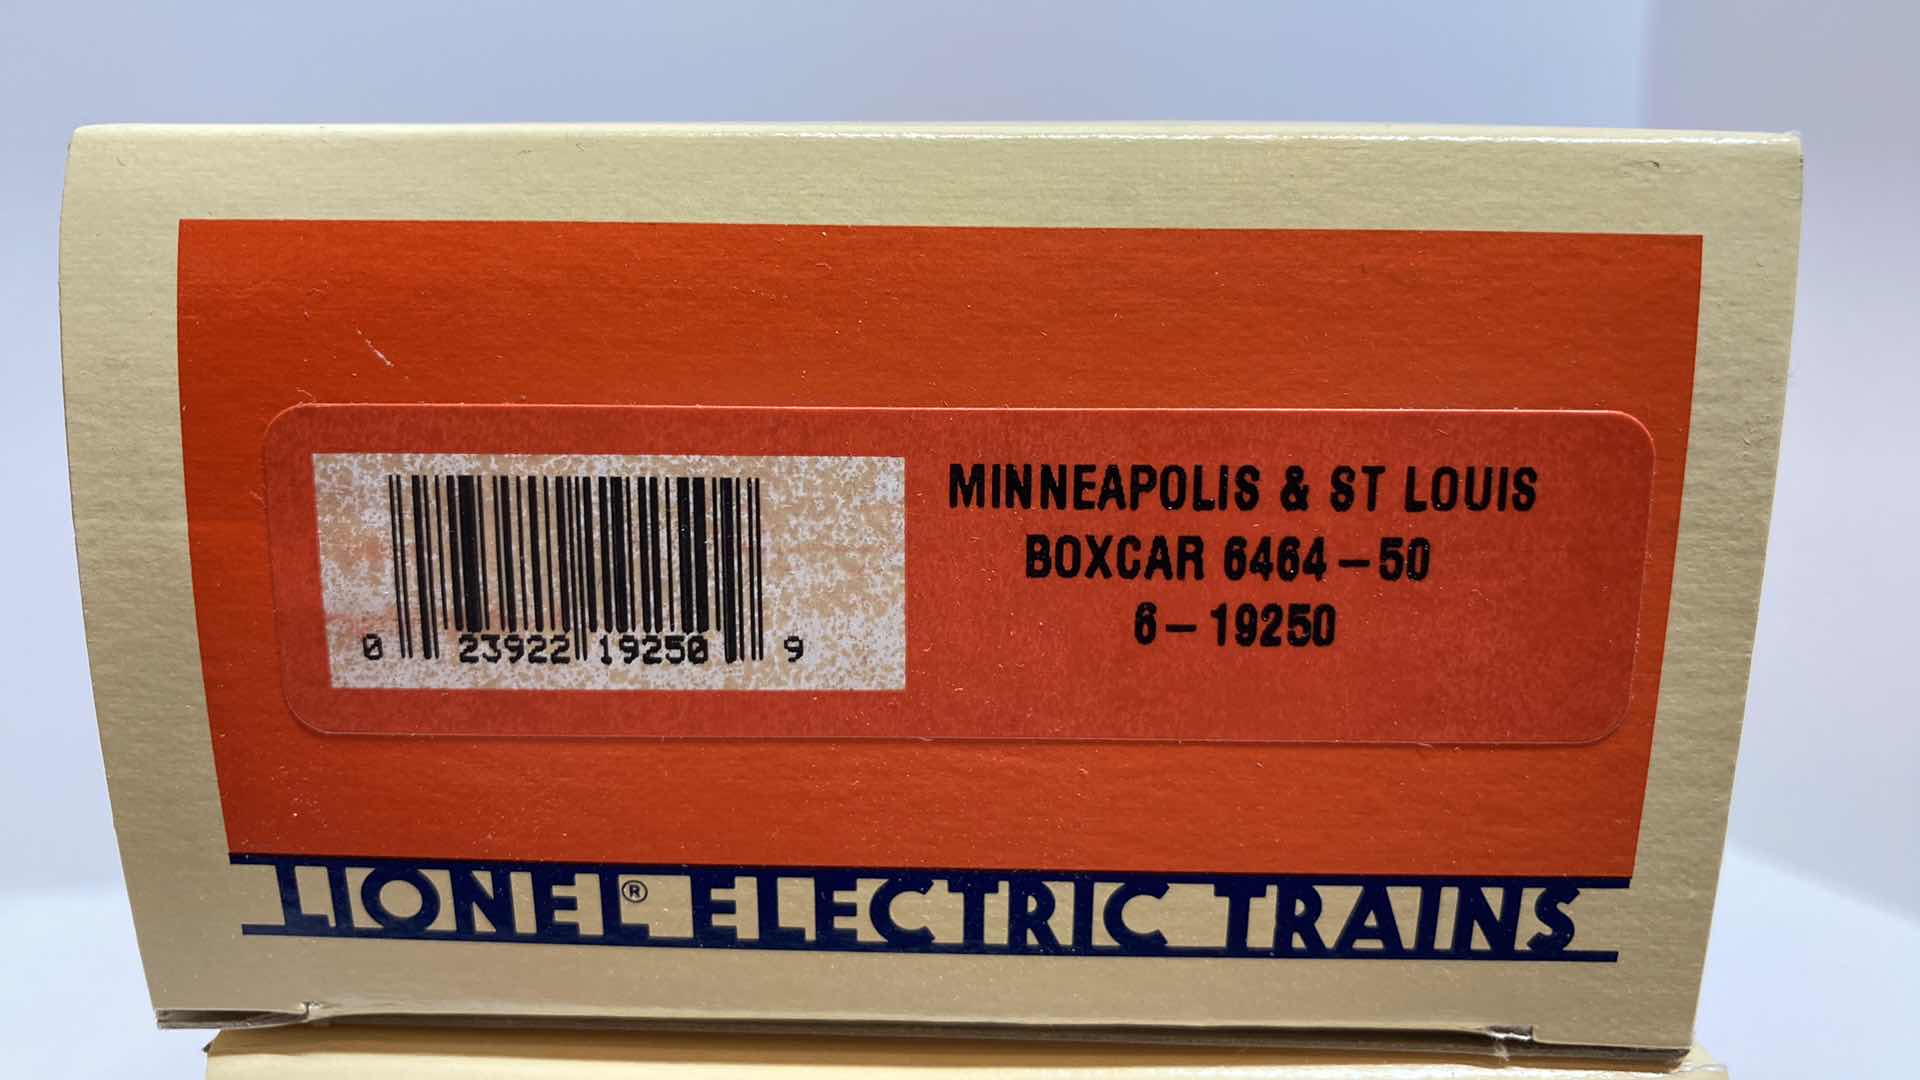 MINNEAPOLIS & ST LOUIS
BOXCAR 6464-50
6-19250
0 23922 19250 9
LIONEL® ELECTRIC TRAINS